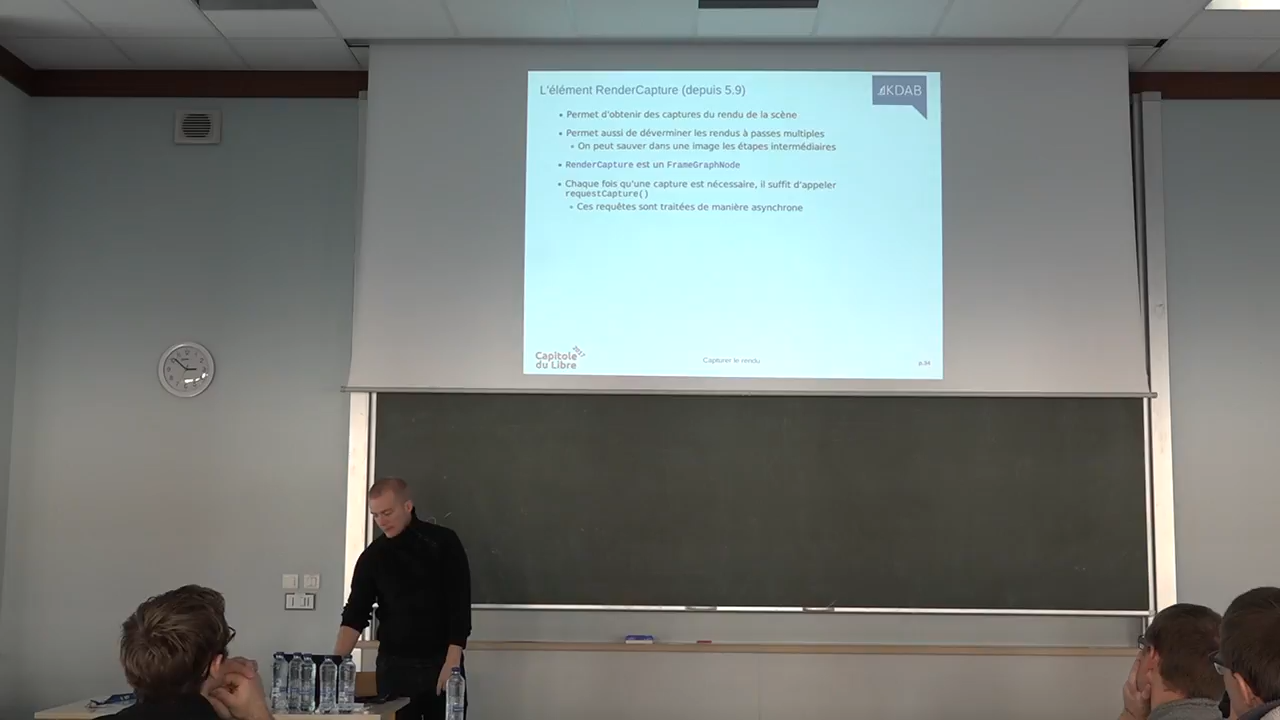 L'élément RenderCapture (depuis 5.9)
KDAB
Permet d'obtenir des captures du rendu de la scène
Permet aussi de déverminer les rendus à passes multiples
On peut sauver dans une image les étapes intermédiaires
RenderCapture est un FrameGraphNode
Chaque fois qu'une capture est nécessaire, il suffit d'appeler
requestCapture()
Ces requêtes sont traitées de manière asynchrone
2017
Capitole
du Libre
Capturer le rendu
p.34